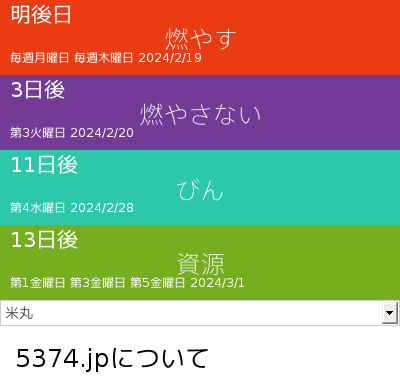 明後日
燃やす
毎週月曜日 毎週木曜日 2024/2/19
3日後
燃やさない
第3火曜日 2024/2/20
11日後
びん
第4水曜日 2024/2/28
13日後
資源
第1金曜日 第3金曜日 第5金曜日 2024/3/1
米丸
5374.jpについて